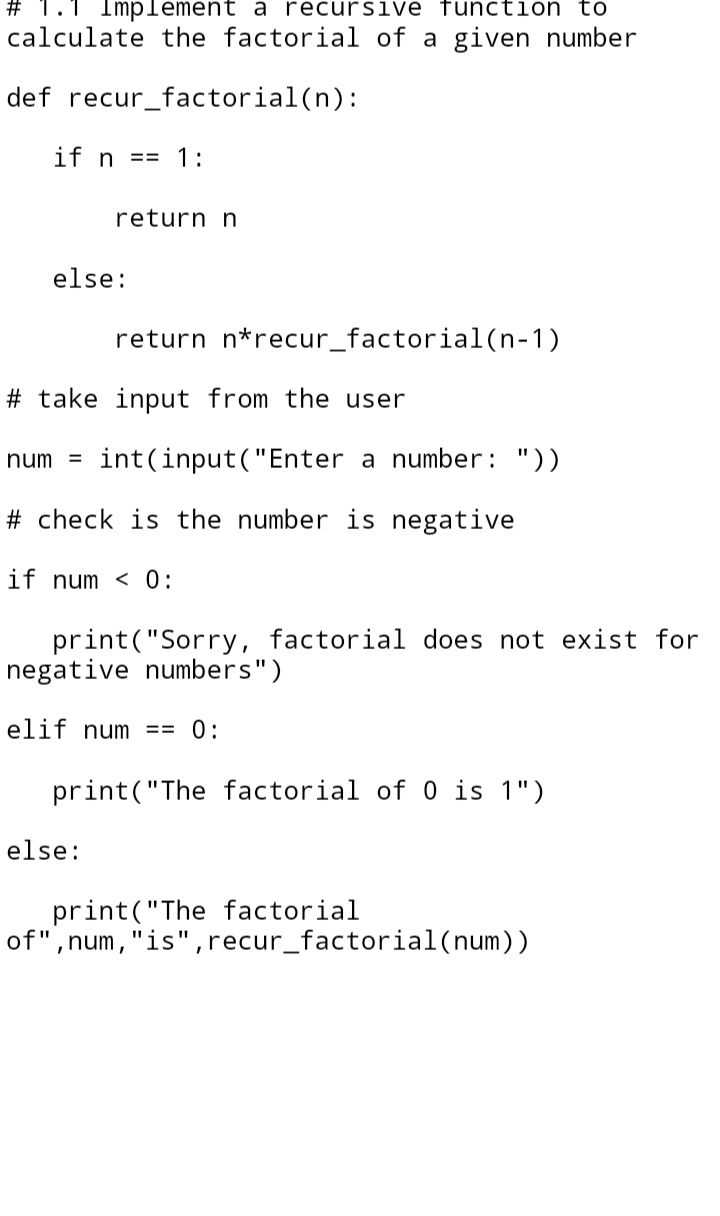 # 1.1 Implement a recursive function to
calculate the factorial of a given number
def recur_factorial(n):
   if n == 1:
       return n
   else:
       return n*recur_factorial(n-1)
# take input from the user
num = int(input("Enter a number: "))
# check is the number is negative
if num < 0:
   print("Sorry, factorial does not exist for
negative numbers")
elif num == 0:
   print("The factorial of 0 is 1")
else:
   print("The factorial
of",num,"is",recur_factorial(num))